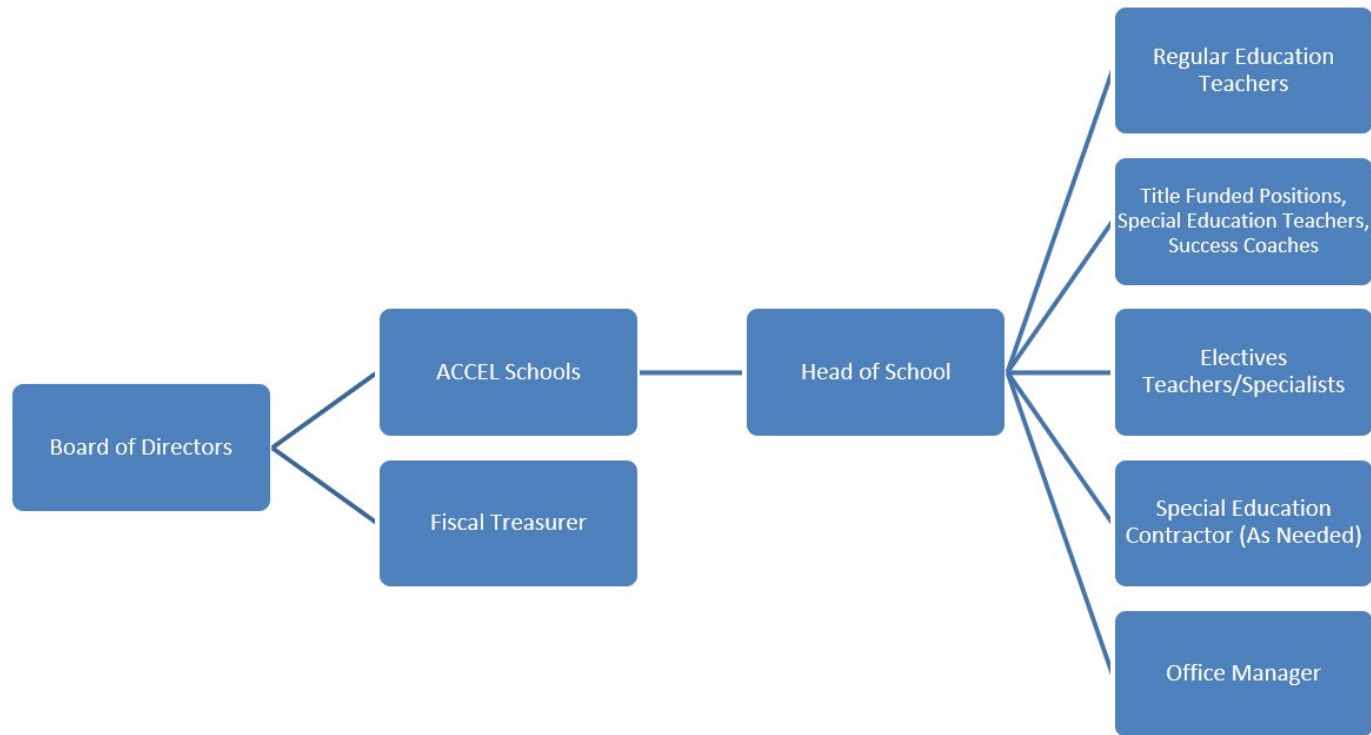 Board of Directors
ACCEL Schools
Fiscal Treasurer
Head of School
Regular Education
Teachers
Title Funded Positions,
Special Education Teachers,
Success Coaches
Electives
Teachers/Specialists
Special Education
Contractor (As Needed)
Office Manager